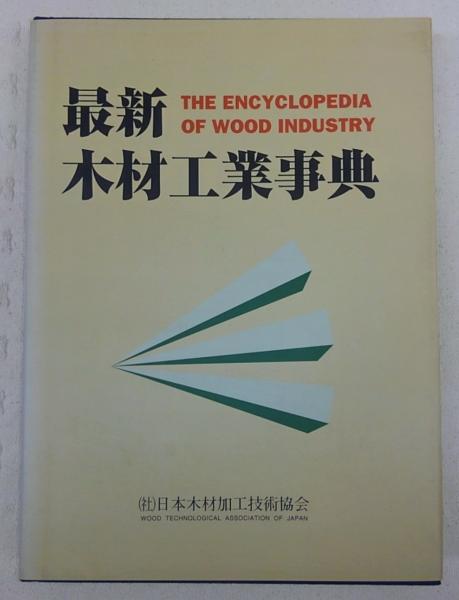 最新
THE ENCYCLOPEDIA
OF WOOD INDUSTRY
木材工業事典
(社)日本木材加工技術協会
WOOD TECHNOLOGICAL ASSOCIATION OF JAPAN